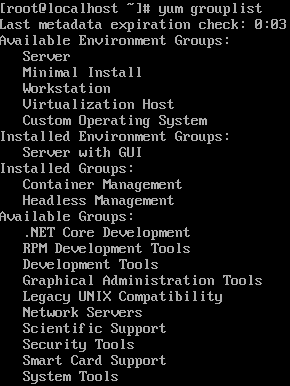 [root@localhost ~]# yum grouplist
Last metadata expiration check: 0:03
Available Environment Groups:
Server
Minimal Install
Workstation
Virtualization Host
Custom Operating System
Installed Environment Groups:
Server with GUI
Installed Groups:
Container Management
Headless Management
Available Groups:
.NET Core Development
RPM Development Tools
Development Tools
Graphical Administration Tools
Legacy UNIX Compatibility
Network Servers
Scientific Support
Security Tools
Smart Card Support
System Tools